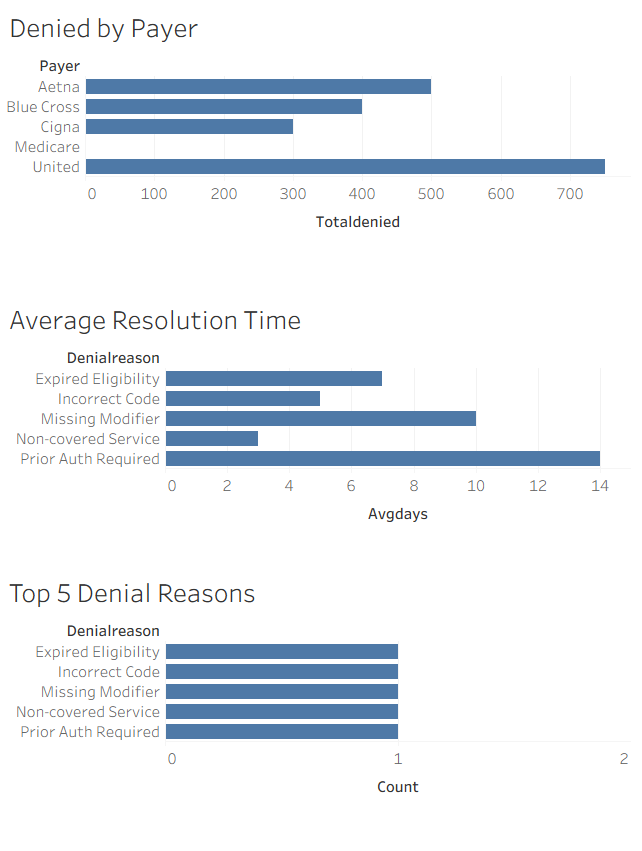 Denied by Payer
Payer
Aetna
Blue Cross
Cigna
Medicare
United
0 100 200 300 400 500 600 700
Totaldenied
Average Resolution Time
Denialreason
Expired Eligibility
Incorrect Code
Missing Modifier
Non-covered Service
Prior Auth Required
0 2 4 6 8 10 12 14
Avgdays
Top 5 Denial Reasons
Denialreason
Expired Eligibility
Incorrect Code
Missing Modifier
Non-covered Service
Prior Auth Required
0 1 2
Count